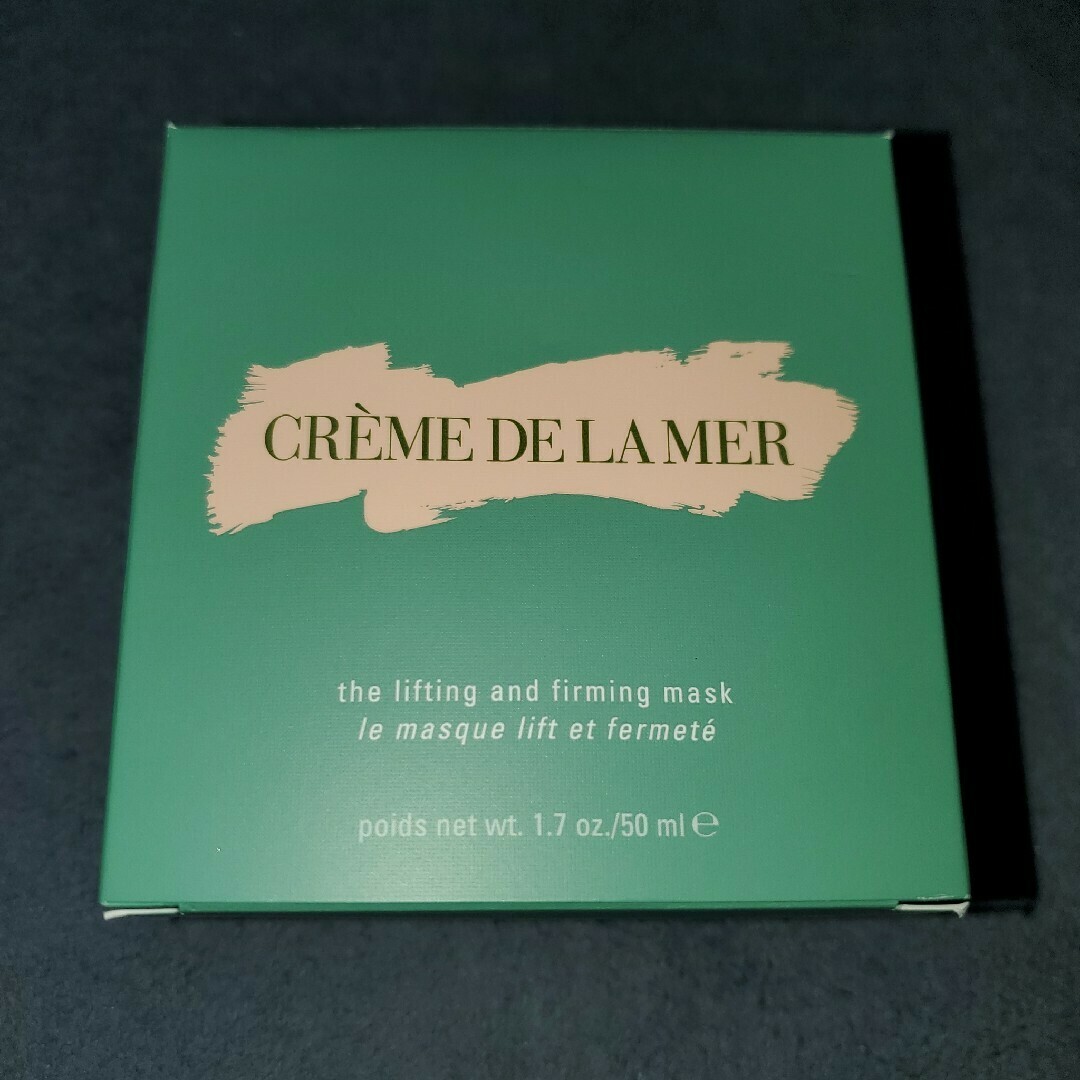 CRÈME DE LA MER
the lifting and firming mask
le masque lift et fermeté
poids net wt. 1.7 oz./50 ml ℮